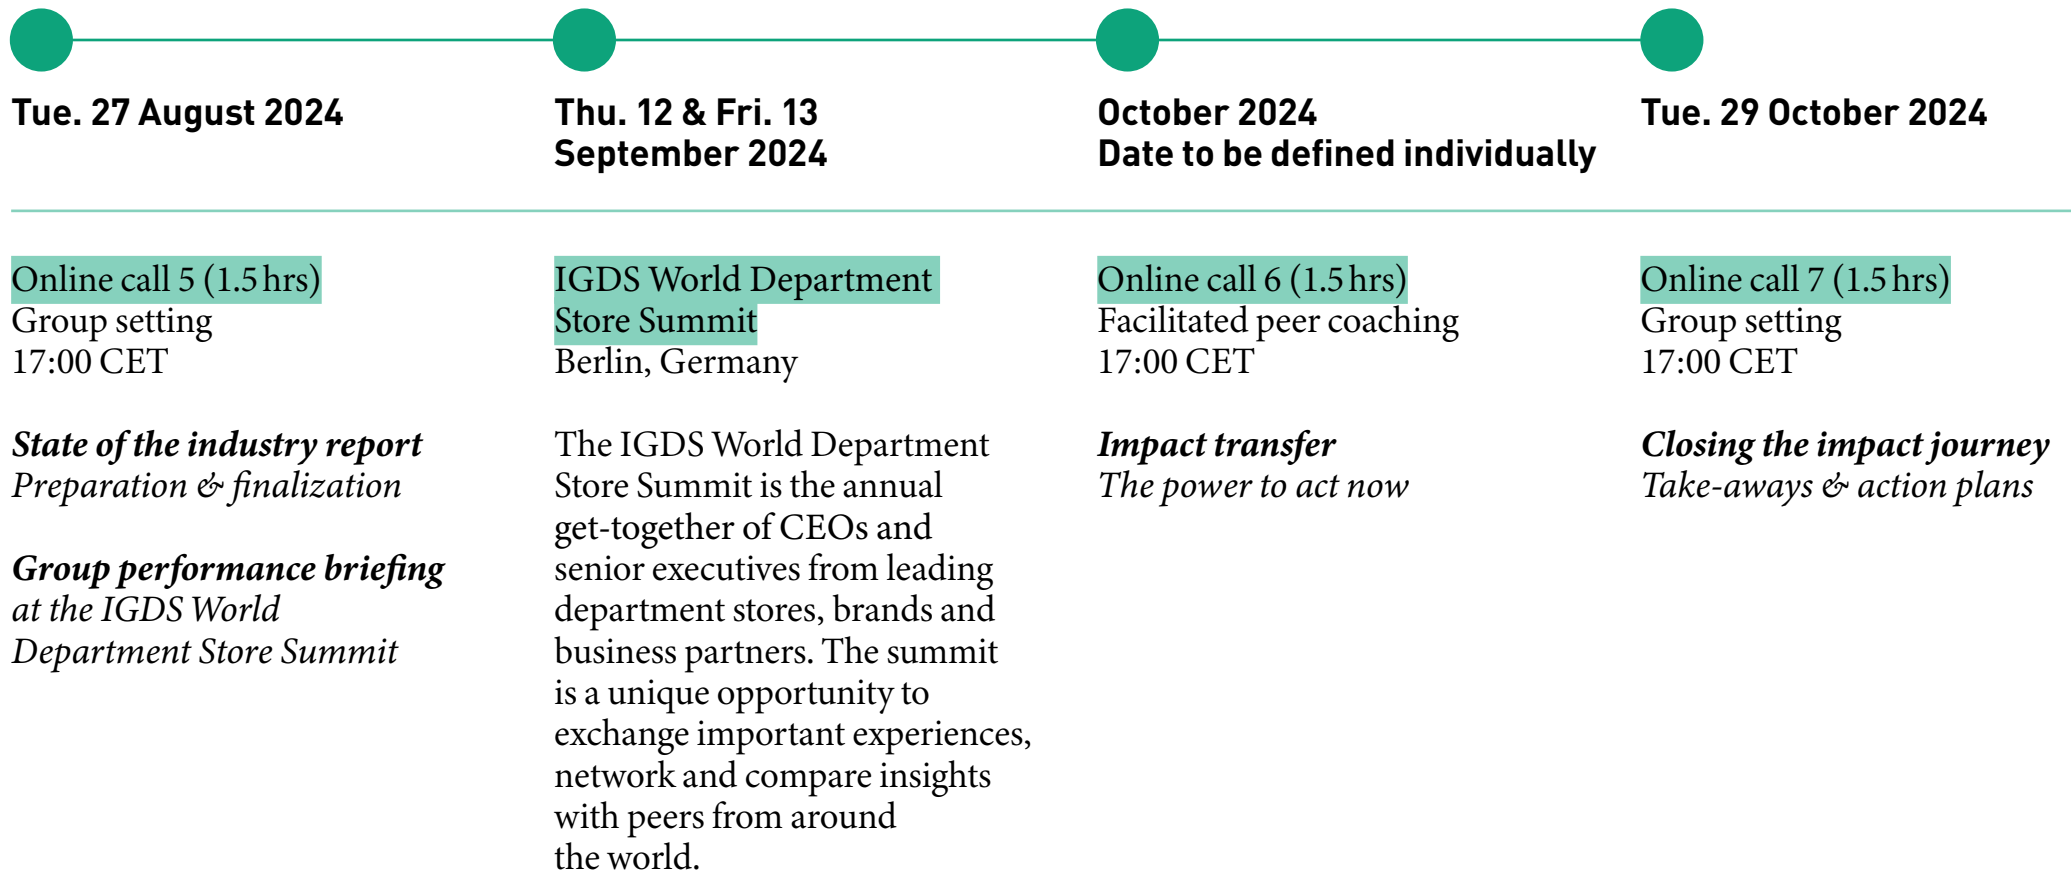 Tue. 27 August 2024
Online call 5 (1.5 hrs)
Group setting
17:00 CET
State of the industry report
Preparation & finalization
Group performance briefing
at the IGDS World
Department Store Summit
Thu. 12 & Fri. 13
September 2024
IGDS World Department
Store Summit
Berlin, Germany
The IGDS World Department
Store Summit is the annual
get-together of CEOs and
senior executives from leading
department stores, brands and
business partners. The summit
is a unique opportunity to
exchange important experiences,
network and compare insights
with peers from around
the world.
October 2024
Date to be defined individually
Online call 6 (1.5 hrs)
Facilitated peer coaching
17:00 CET
Impact transfer
The power to act now
Tue. 29 October 2024
Online call 7 (1.5 hrs)
Group setting
17:00 CET
Closing the impact journey
Take-aways & action plans